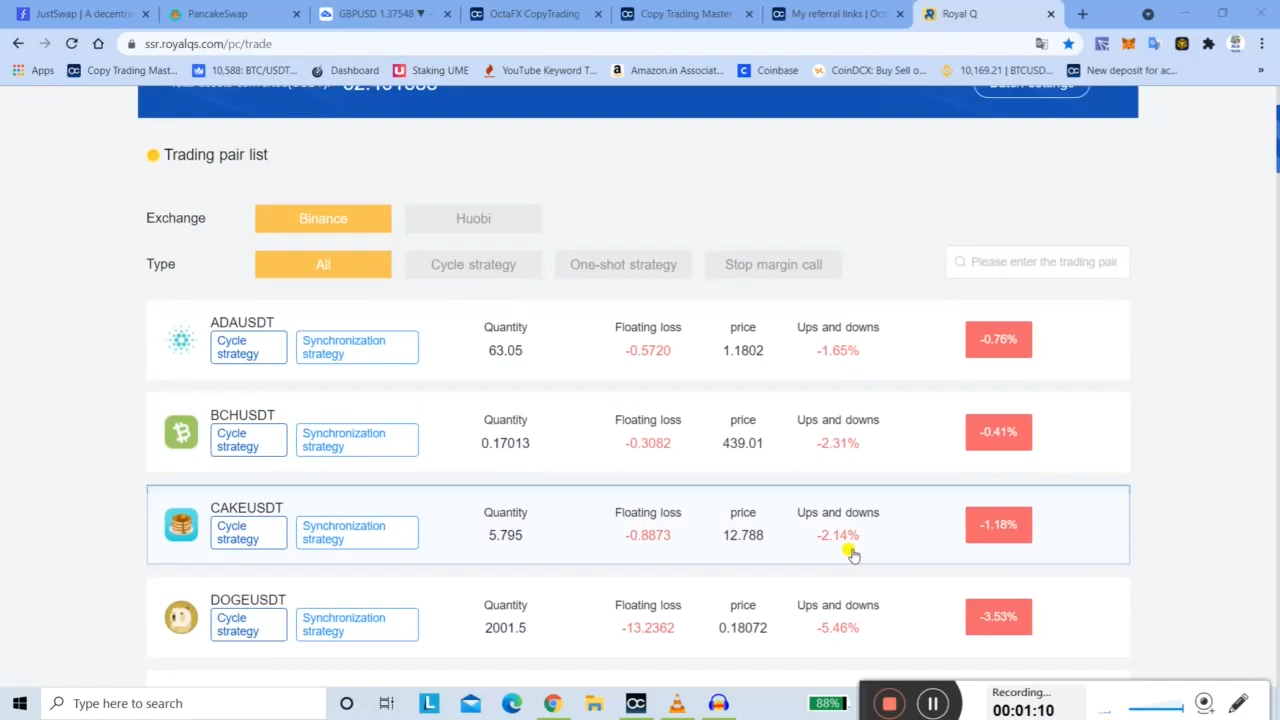 JustSwap | A decentra
PancakeSwap
GBPUSD 1.37548 ▼ −
OctaFX CopyTrading
Copy Trading Master
My referral links | Octa
Royal Q
ssr.royalqs.com/pc/trade
Apps
Copy Trading Mast...
10,588: BTC/USDT...
Dashboard
Staking UME
YouTube Keyword T...
Amazon.in Associat...
Coinbase
CoinDCX: Buy Sell o...
10,169.21 | BTCUSD...
New deposit for ac...
»
Trading pair list
Exchange
Binance
Huobi
Type
All
Cycle strategy
One-shot strategy
Stop margin call
Please enter the trading pair
ADAUSDT
Cycle strategy
Synchronization strategy
Quantity
63.05
Floating loss
-0.5720
price
1.1802
Ups and downs
-1.65%
-0.76%
BCHUSDT
Cycle strategy
Synchronization strategy
Quantity
0.17013
Floating loss
-0.3082
price
439.01
Ups and downs
-2.31%
-0.41%
CAKEUSDT
Cycle strategy
Synchronization strategy
Quantity
5.795
Floating loss
-0.8873
price
12.788
Ups and downs
-2.14%
-1.18%
DOGEUSDT
Cycle strategy
Synchronization strategy
Quantity
2001.5
Floating loss
-13.2362
price
0.18072
Ups and downs
-5.46%
-3.53%
Type here to search
88%
Recording...
00:01:10